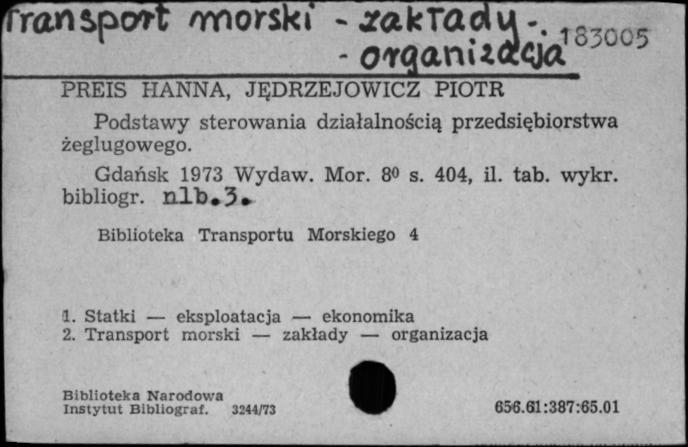 Transport morski - zakłady -
- organizacja
183005
PREIS HANNA, JĘDRZEJOWICZ PIOTR
Podstawy sterowania działalnością przedsiębiorstwa
żeglugowego.
Gdańsk 1973 Wydaw. Mor. 8⁰ s. 404, il. tab. wykr.
bibliogr. nlb.3.
Biblioteka Transportu Morskiego 4
1. Statki — eksploatacja — ekonomika
2. Transport morski — zakłady — organizacja
Biblioteka Narodowa
Instytut Bibliograf. 3244/73
656.61:387:65.01